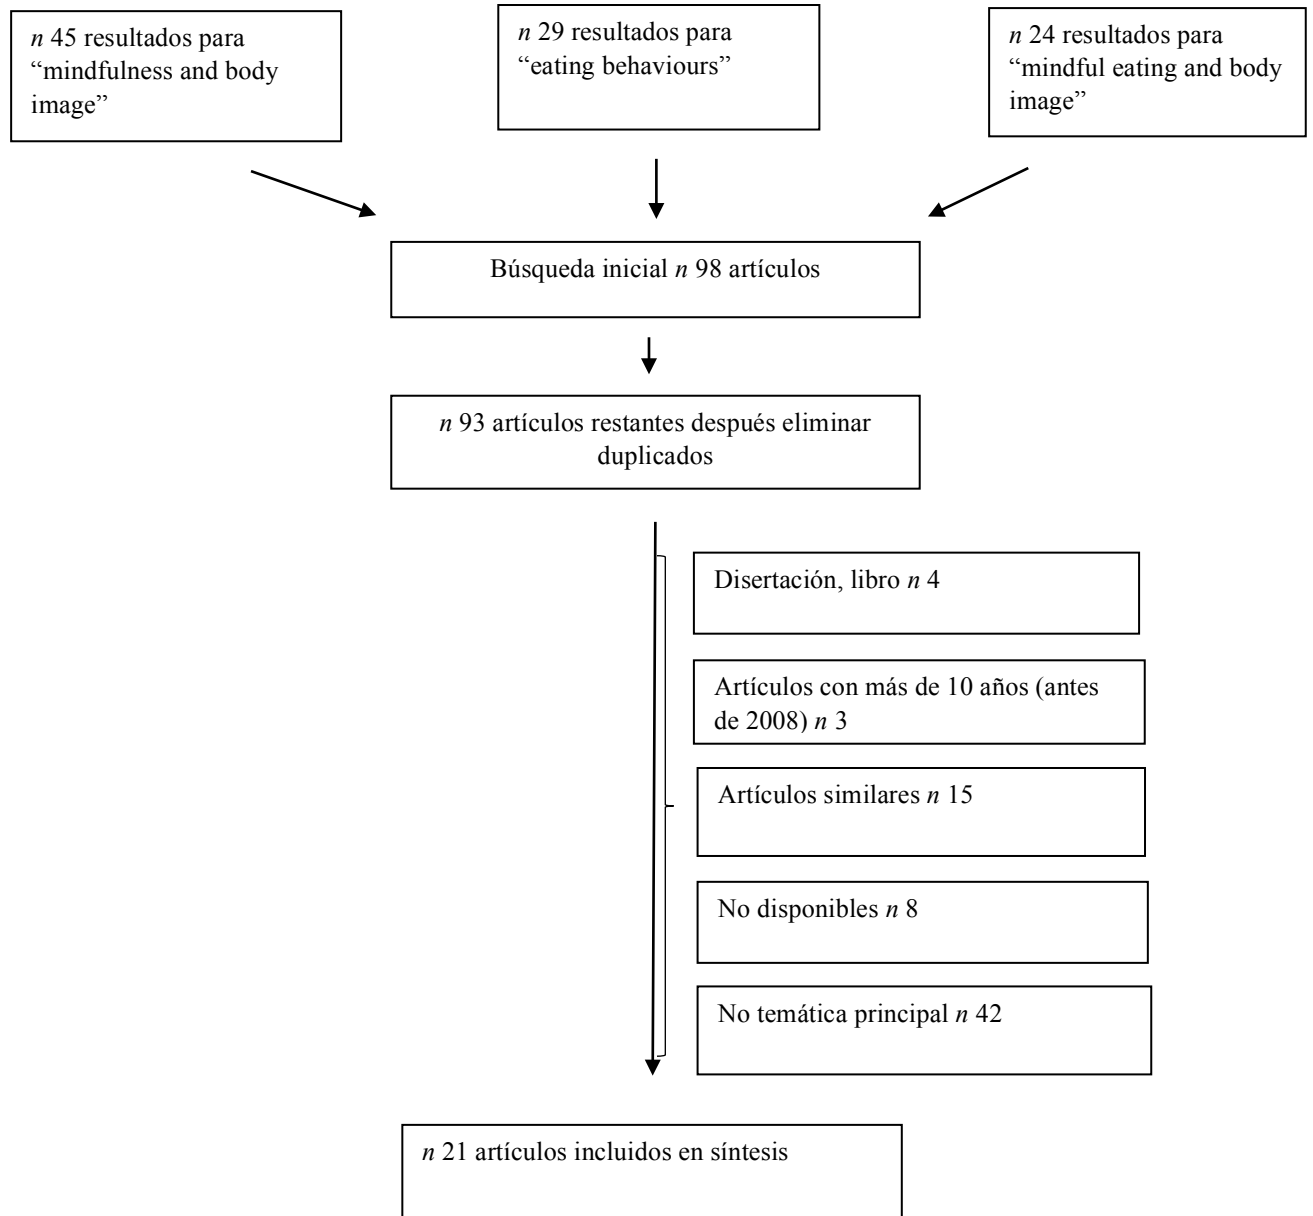 n 45 resultados para
“mindfulness and body
image”
n 29 resultados para
“eating behaviours”
n 24 resultados para
“mindful eating and body
image”
Búsqueda inicial n 98 artículos
n 93 artículos restantes después eliminar
duplicados
Disertación, libro n 4
Artículos con más de 10 años (antes
de 2008) n 3
Artículos similares n 15
No disponibles n 8
No temática principal n 42
n 21 artículos incluidos en síntesis